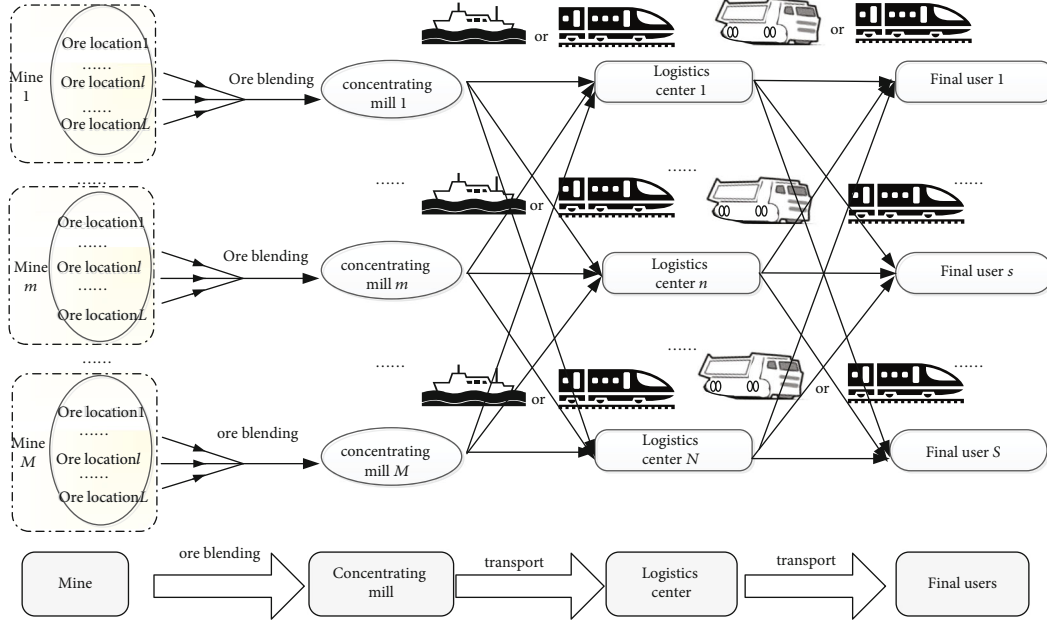 Ore location1
......
Ore locationl
......
Ore locationL
Mine
1
Ore blending
concentrating
mill 1
or
Logistics
center 1
or
Final user 1
......
Ore location1
......
Ore locationl
......
Ore locationL
Mine
m
Ore blending
......
concentrating
mill m
or
......
Logistics
center n
......
Final user s
......
Ore location1
......
Ore locationl
......
Ore locationL
Mine
M
ore blending
......
concentrating
mill M
or
......
Logistics
center N
or
......
Final user S
Mine
ore blending
Concentrating
mill
transport
Logistics
center
transport
Final users